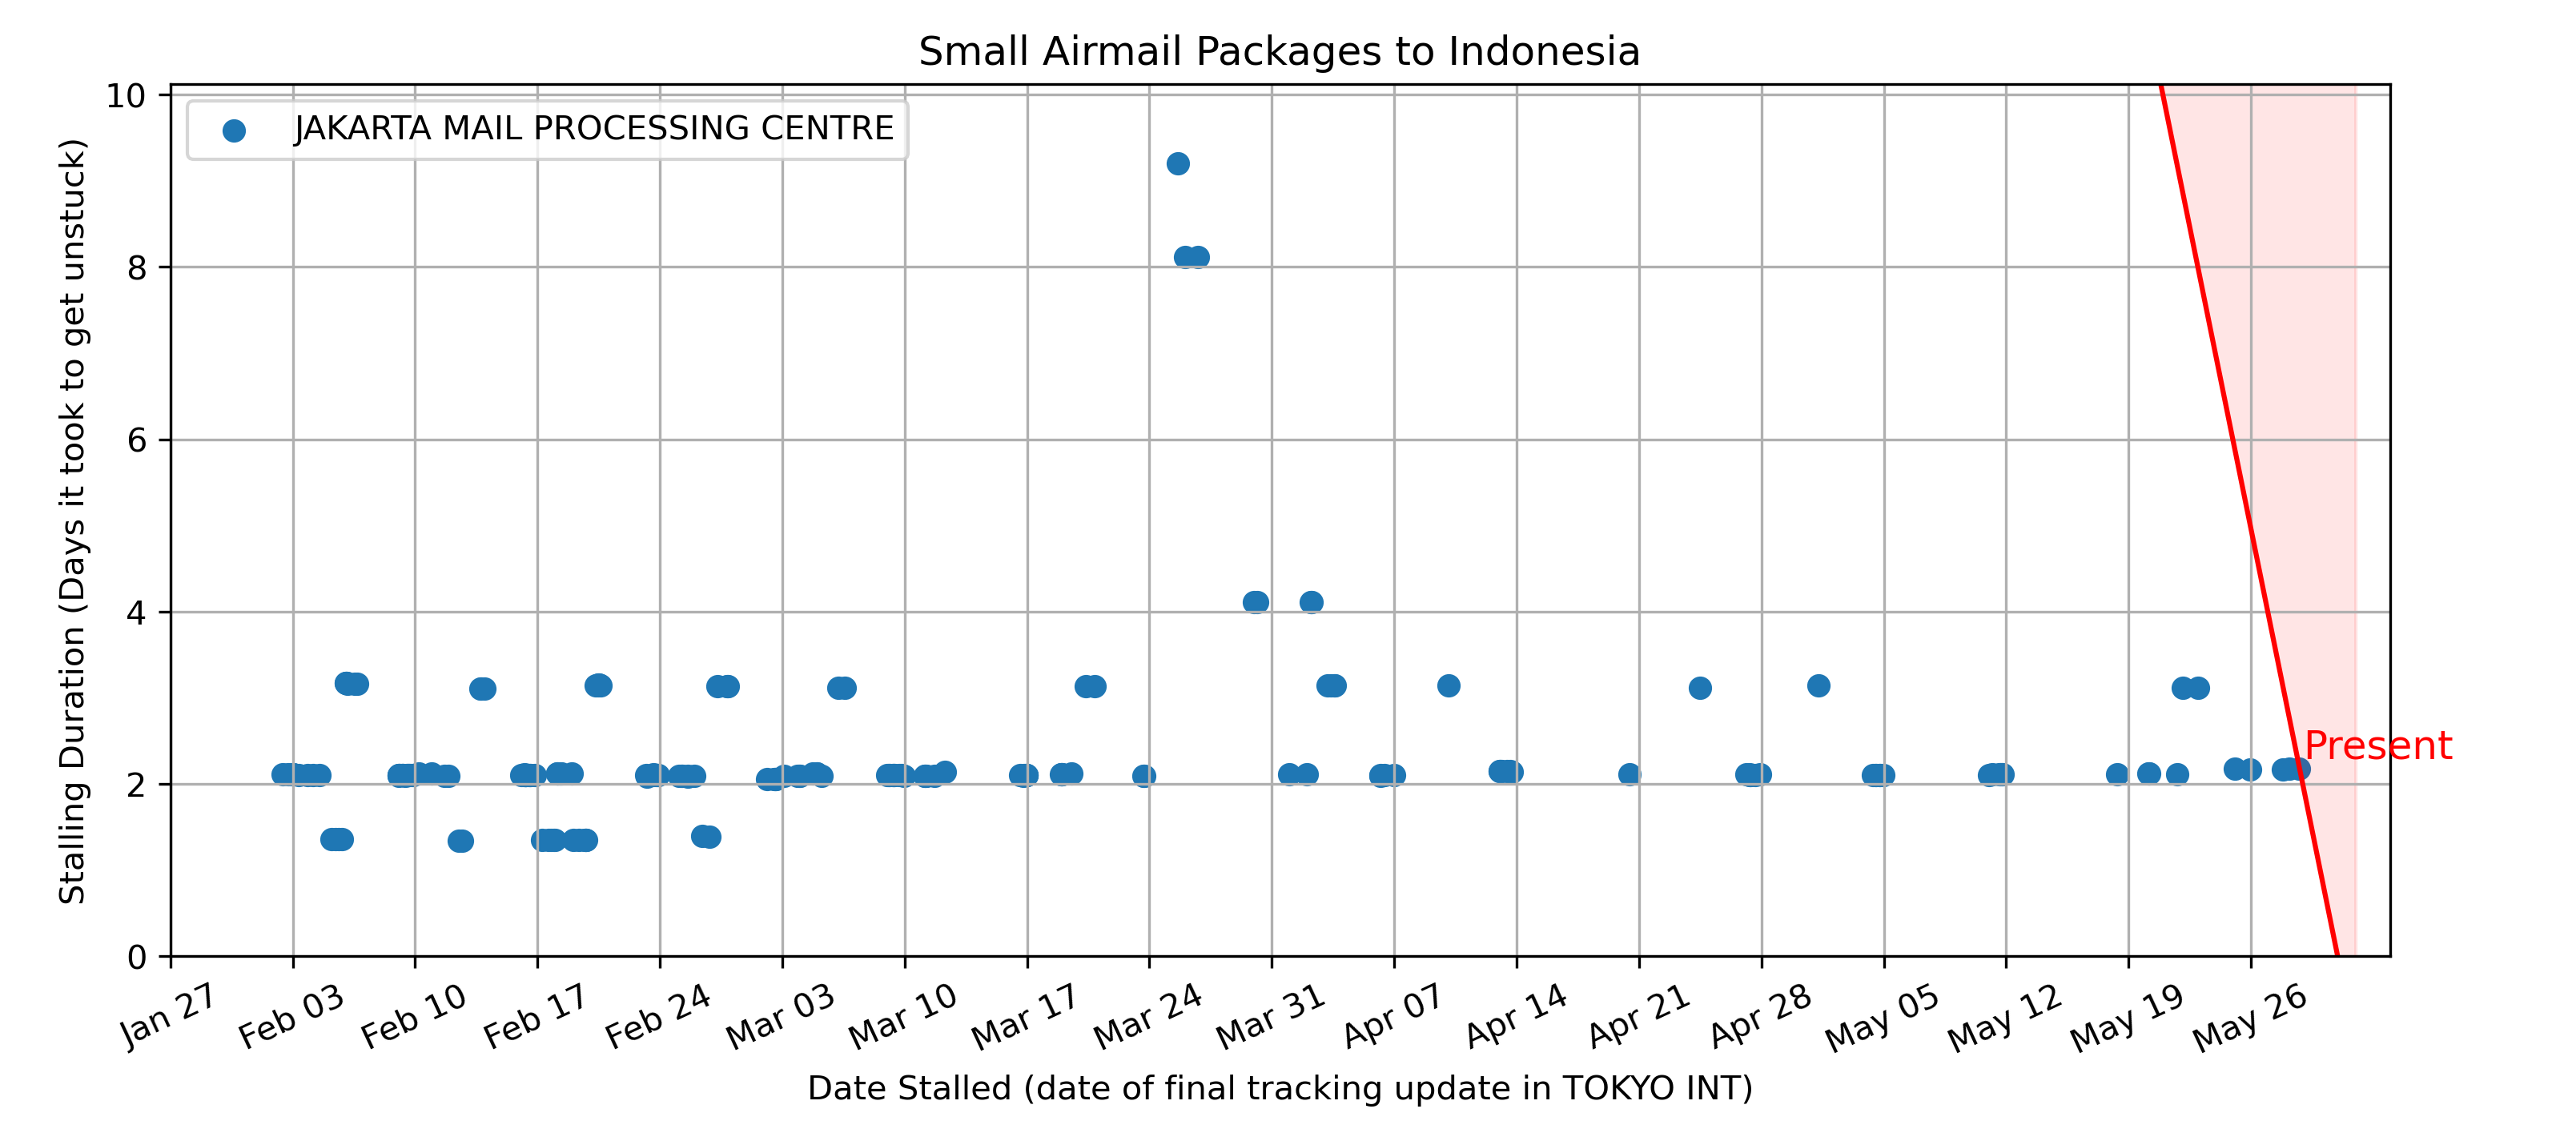 Small Airmail Packages to Indonesia
JAKARTA MAIL PROCESSING CENTRE
Stalling Duration (Days it took to get unstuck)
10
8
6
4
2
0
Present
Jan 27
Feb 03
Feb 10
Feb 17
Feb 24
Mar 03
Mar 10
Mar 17
Mar 24
Mar 31
Apr 07
Apr 14
Apr 21
Apr 28
May 05
May 12
May 19
May 26
Date Stalled (date of final tracking update in TOKYO INT)